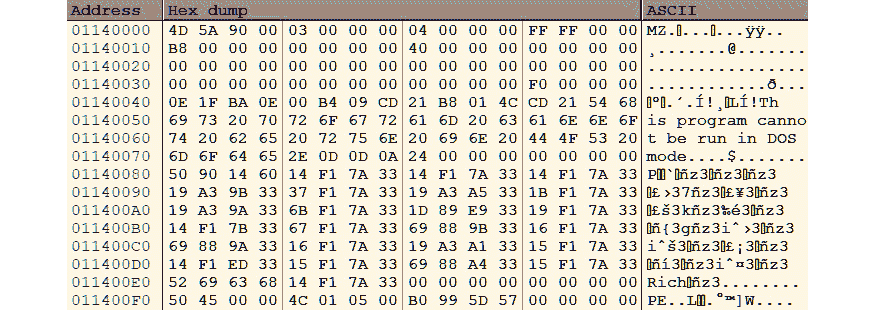 Address Hex dump ASCII
01140000 4D 5A 90 00 03 00 00 00 04 00 00 00 FF FF 00 00 MZ.▯...▯...ÿÿ..
01140010 B8 00 00 00 00 00 00 00 40 00 00 00 00 00 00 00 ¸.......@.......
01140020 00 00 00 00 00 00 00 00 00 00 00 00 00 00 00 00 ................
01140030 00 00 00 00 00 00 00 00 00 00 00 00 F0 00 00 00 ............ð...
01140040 0E 1F BA 0E 00 B4 09 CD 21 B8 01 4C CD 21 54 68 ▯▯º▯.´.Í!¸▯LÍ!Th
01140050 69 73 20 70 72 6F 67 72 61 6D 20 63 61 6E 6E 6F is program canno
01140060 74 20 62 65 20 72 75 6E 20 69 6E 20 44 4F 53 20 t be run in DOS
01140070 6D 6F 64 65 2E 0D 0D 0A 24 00 00 00 00 00 00 00 mode....$.......
01140080 50 90 14 60 14 F1 7A 33 14 F1 7A 33 14 F1 7A 33 P▯▯`▯ñz3▯ñz3▯ñz3
01140090 19 A3 9B 33 37 F1 7A 33 19 A3 A5 33 1B F1 7A 33 ▯£›37ñz3▯£¥3▯ñz3
011400A0 19 A3 9A 33 6B F1 7A 33 1D 89 E9 33 19 F1 7A 33 ▯£š3kñz3▯‰é3▯ñz3
011400B0 14 F1 7B 33 67 F1 7A 33 69 88 9B 33 16 F1 7A 33 ▯ñ{3gñz3iˆ›3▯ñz3
011400C0 69 88 9A 33 16 F1 7A 33 19 A3 A1 33 15 F1 7A 33 iˆš3▯ñz3▯£¡3▯ñz3
011400D0 14 F1 ED 33 15 F1 7A 33 69 88 A4 33 15 F1 7A 33 ▯ñí3▯ñz3iˆ¤3▯ñz3
011400E0 52 69 63 68 14 F1 7A 33 00 00 00 00 00 00 00 00 Rich▯ñz3........
011400F0 50 45 00 00 4C 01 05 00 B0 99 5D 57 00 00 00 00 PE..L▯▯.°™]W....